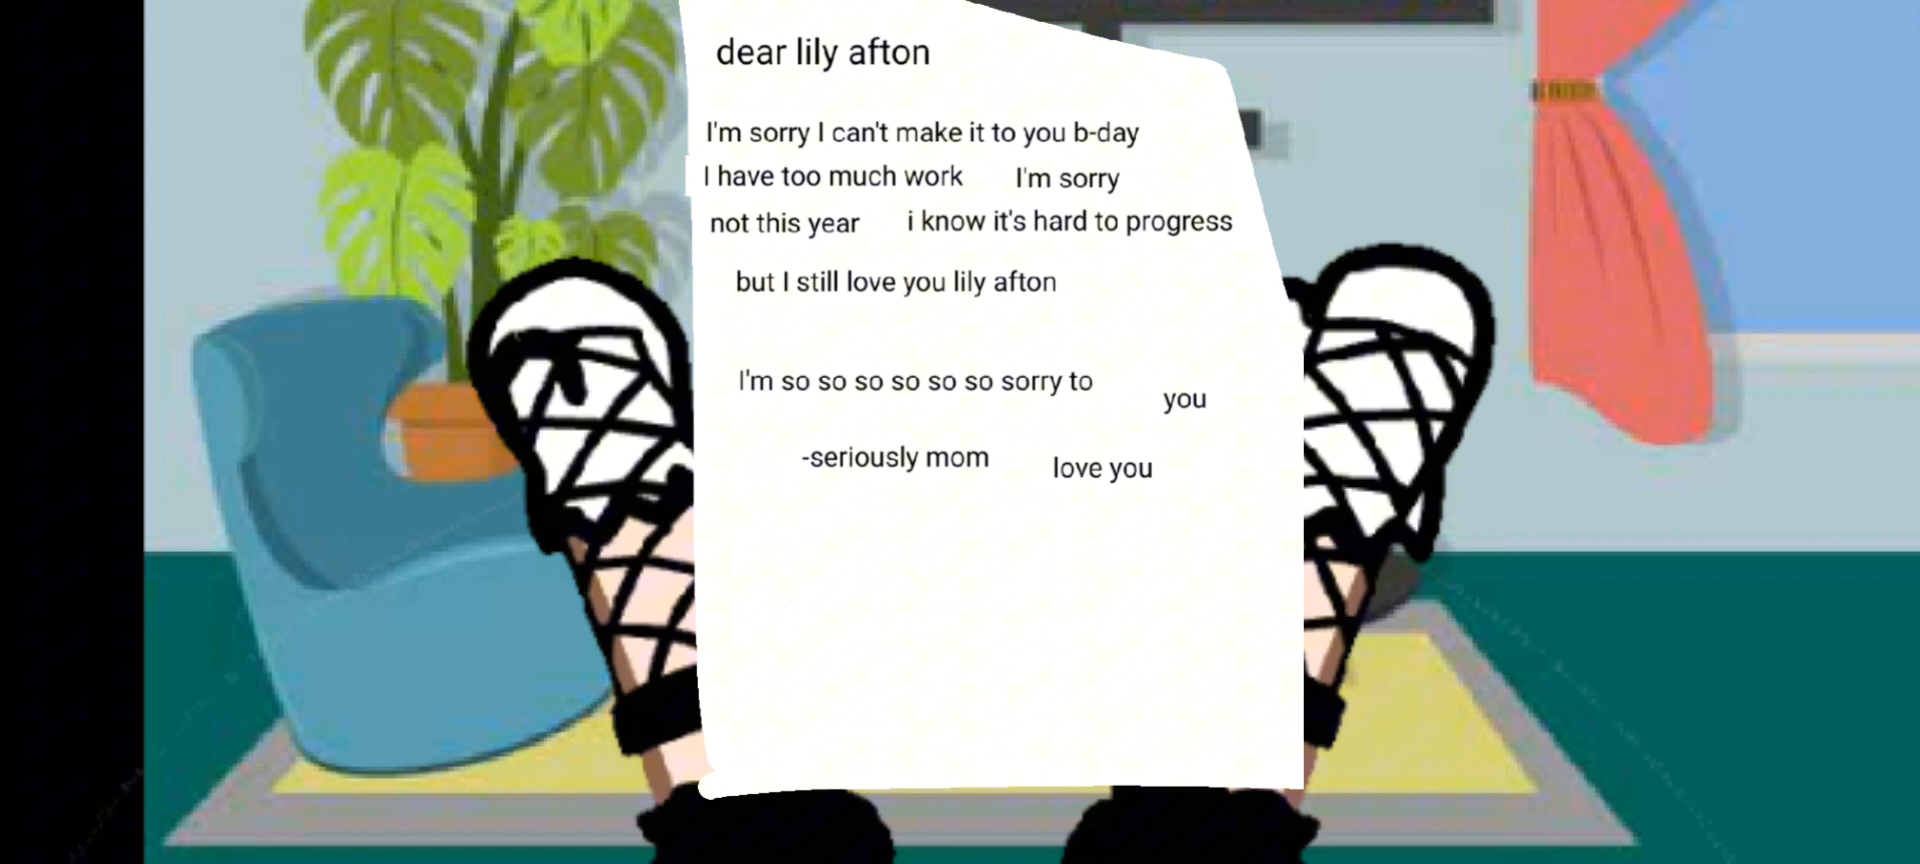 dear lily afton
I'm sorry I can't make it to you b-day
I have too much work I'm sorry
not this year i know it's hard to progress
but I still love you lily afton
I'm so so so so so so sorry to you
-seriously mom love you